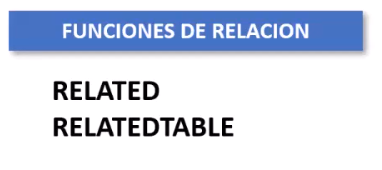 FUNCIONES DE RELACION
RELATED
RELATEDTABLE